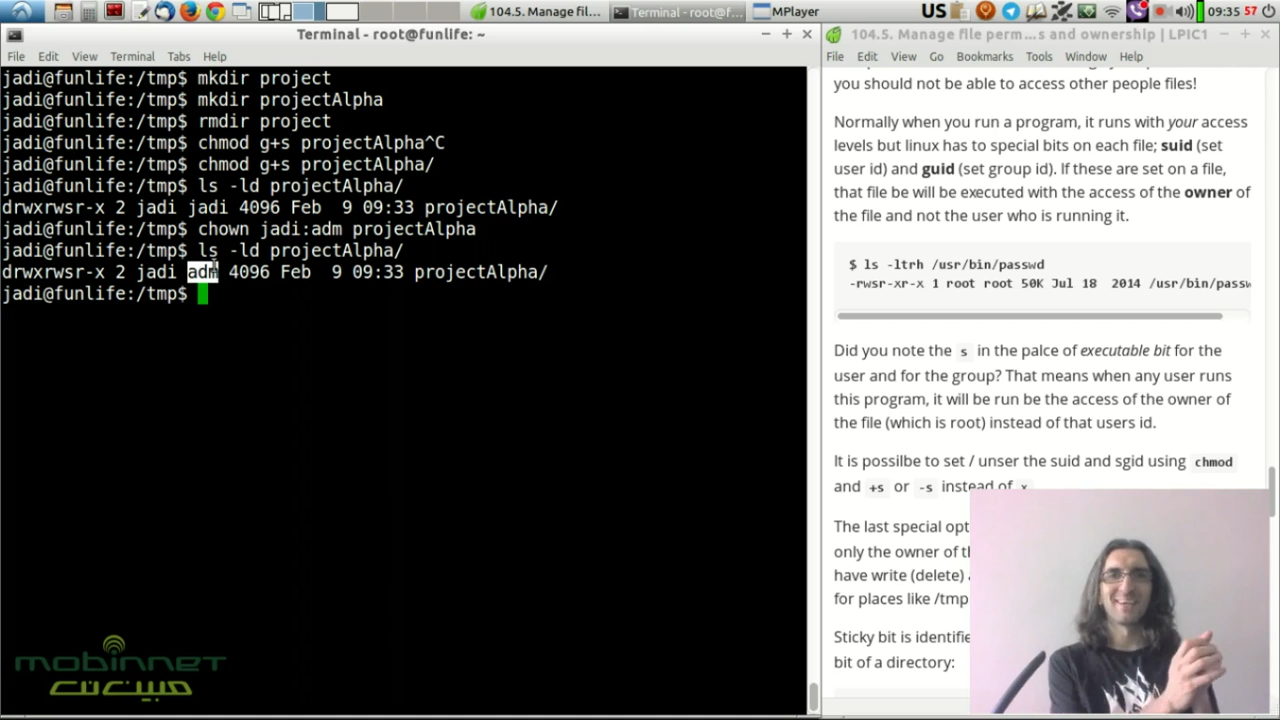 104.5. Manage file perm...
Terminal - root@f...
MPlayer
US
09:35 57
Terminal - root@funlife: ~
File Edit View Terminal Tabs Help
jadi@funlife:/tmp$ mkdir project
jadi@funlife:/tmp$ mkdir projectAlpha
jadi@funlife:/tmp$ rmdir project
jadi@funlife:/tmp$ chmod g+s projectAlpha^C
jadi@funlife:/tmp$ chmod g+s projectAlpha/
jadi@funlife:/tmp$ ls -ld projectAlpha/
drwxrwsr-x 2 jadi jadi 4096 Feb  9 09:33 projectAlpha/
jadi@funlife:/tmp$ chown jadi:adm projectAlpha
jadi@funlife:/tmp$ ls -ld projectAlpha/
drwxrwsr-x 2 jadi adm 4096 Feb  9 09:33 projectAlpha/
jadi@funlife:/tmp$
mobinnet
مبین نت
104.5. Manage file perm...s and ownership | LPIC1
File Edit View Go Bookmarks Tools Window Help
you should not be able to access other people files!
Normally when you run a program, it runs with your access
levels but linux has to special bits on each file; suid (set
user id) and guid (set group id). If these are set on a file,
that file be will be executed with the access of the owner of
the file and not the user who is running it.
$ ls -ltrh /usr/bin/passwd
-rwsr-xr-x 1 root root 50K Jul 18  2014 /usr/bin/passw
Did you note the s in the palce of executable bit for the
user and for the group? That means when any user runs
this program, it will be run be the access of the owner of
the file (which is root) instead of that users id.
It is possilbe to set / unser the suid and sgid using chmod
and +s or -s instead of x
The last special opt
only the owner of th
have write (delete)
for places like /tmp
Sticky bit is identifie
bit of a directory: